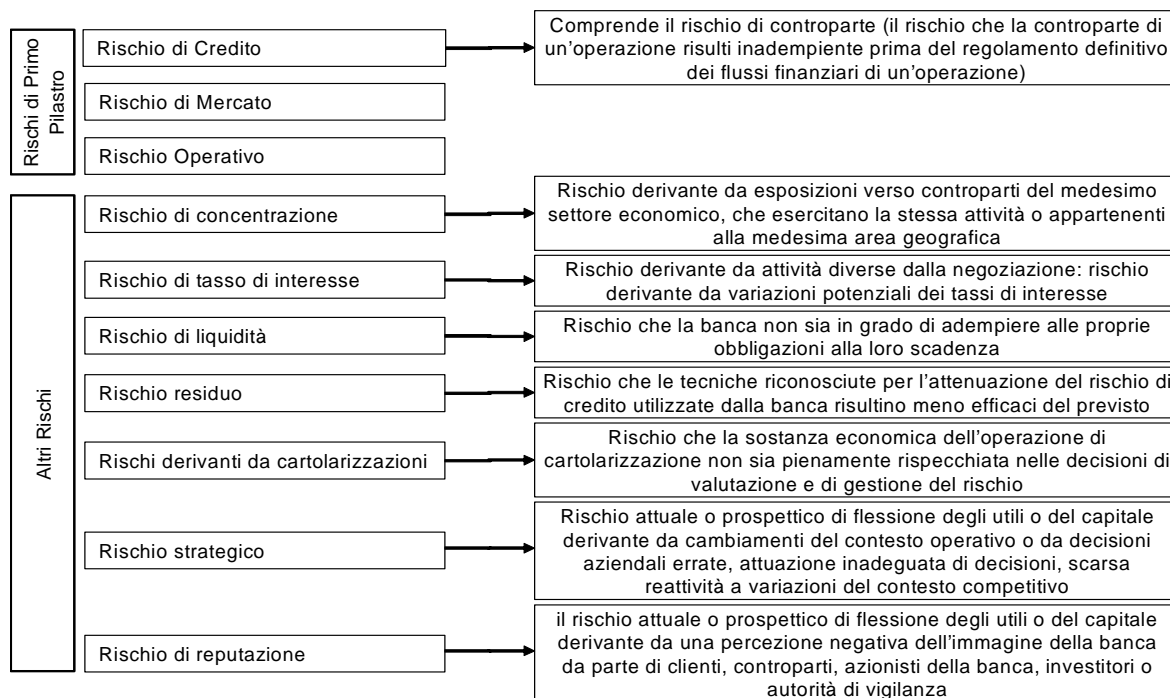 Rischi di Primo
Pilastro
Rischio di Credito
Comprende il rischio di controparte (il rischio che la controparte di
un'operazione risulti inadempiente prima del regolamento definitivo
dei flussi finanziari di un'operazione)
Rischio di Mercato
Rischio Operativo
Altri Rischi
Rischio di concentrazione
Rischio derivante da esposizioni verso controparti del medesimo
settore economico, che esercitano la stessa attività o appartenenti
alla medesima area geografica
Rischio di tasso di interesse
Rischio derivante da attività diverse dalla negoziazione: rischio
derivante da variazioni potenziali dei tassi di interesse
Rischio di liquidità
Rischio che la banca non sia in grado di adempiere alle proprie
obbligazioni alla loro scadenza
Rischio residuo
Rischio che le tecniche riconosciute per l'attenuazione del rischio di
credito utilizzate dalla banca risultino meno efficaci del previsto
Rischi derivanti da cartolarizzazioni
Rischio che la sostanza economica dell'operazione di
cartolarizzazione non sia pienamente rispecchiata nelle decisioni di
valutazione e di gestione del rischio
Rischio strategico
Rischio attuale o prospettico di flessione degli utili o del capitale
derivante da cambiamenti del contesto operativo o da decisioni
aziendali errate, attuazione inadeguata di decisioni, scarsa
reattività a variazioni del contesto competitivo
Rischio di reputazione
il rischio attuale o prospettico di flessione degli utili o del capitale
derivante da una percezione negativa dell'immagine della banca
da parte di clienti, controparti, azionisti della banca, investitori o
autorità di vigilanza